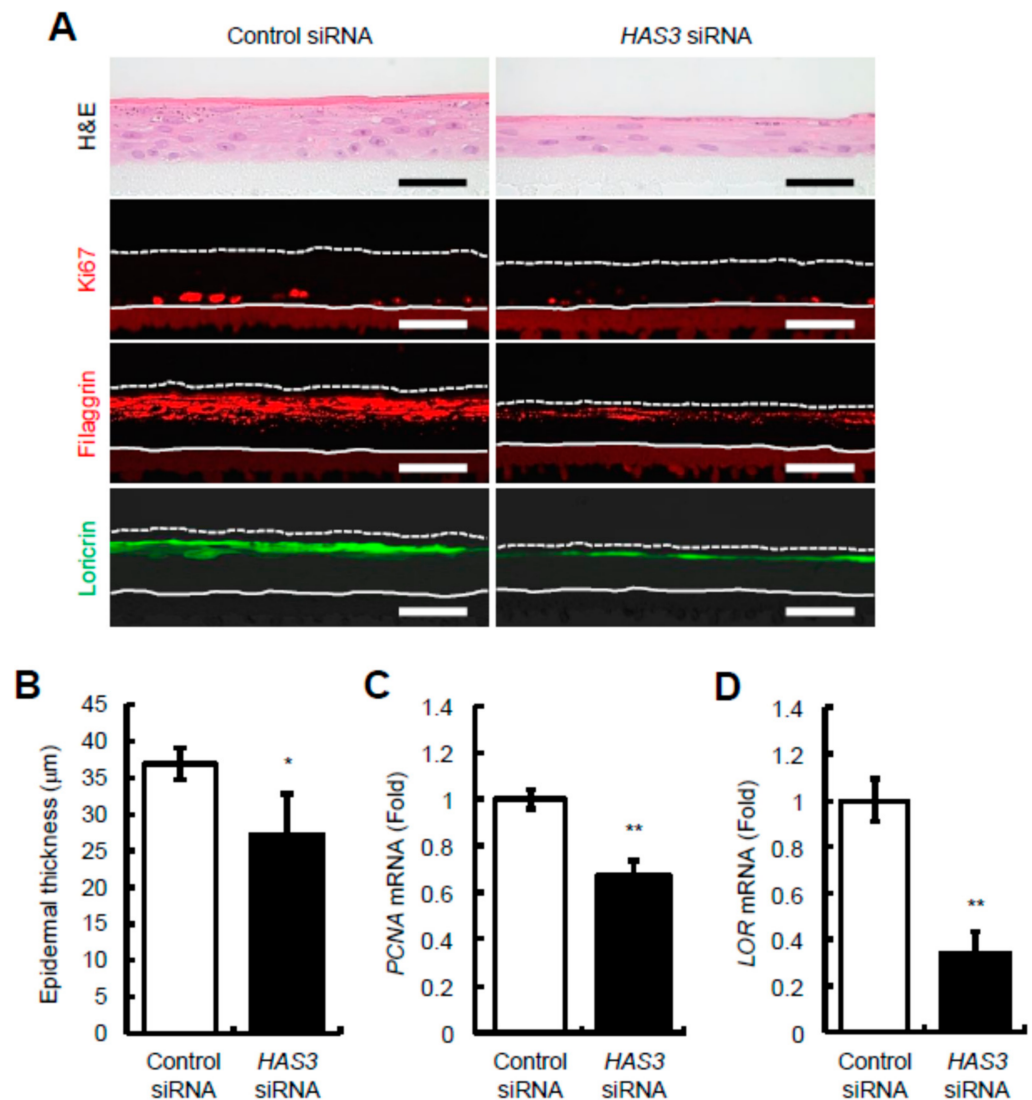 A
Control siRNA
HAS3 siRNA
H&E
Ki67
Filaggrin
Loricrin
B
Epidermal thickness (μm)
45
40
35
30
25
20
15
10
5
0
*
Control
siRNA
HAS3
siRNA
C
PCNA mRNA (Fold)
1.4
1.2
1
0.8
0.6
0.4
0.2
0
**
Control
siRNA
HAS3
siRNA
D
LOR mRNA (Fold)
1.4
1.2
1
0.8
0.6
0.4
0.2
0
**
Control
siRNA
HAS3
siRNA